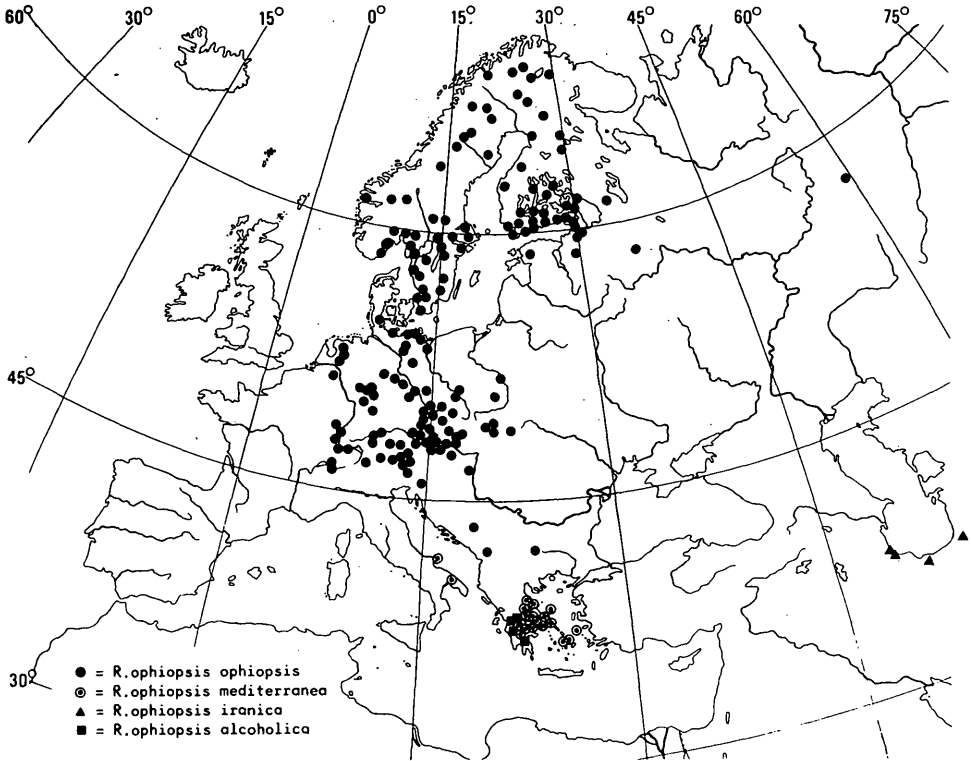 60° 30° 15° 0° 15° 30° 45° 60° 75°
45°
30°
● = R.ophiopsis ophiopsis
◉ = R.ophiopsis mediterranea
▲ = R.ophiopsis iranica
■ = R.ophiopsis alcoholica